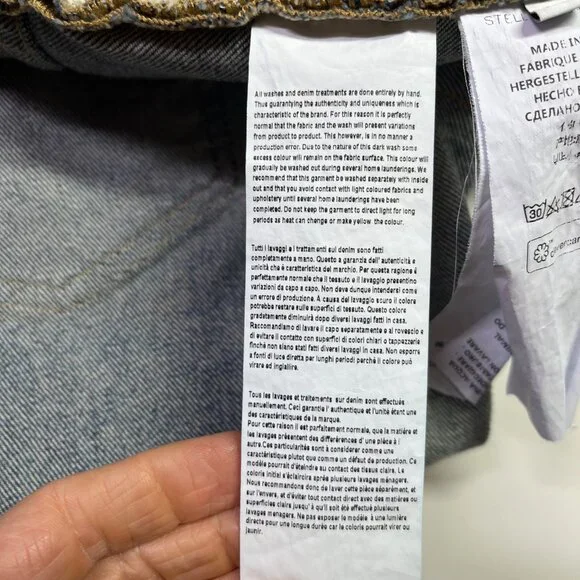 All washes and denim treatments are done entirely by hand.
Thus guarantying the authenticity and uniqueness which is
characteristic of the brand. For this reason it is perfectly
normal that the fabric and the wash will present variations
from product to product. This however, is in no manner a
production error. Due to the nature of this dark wash some
excess colour will remain on the fabric surface. This colour will
gradually be washed out during several home launderings. We
recommend that this garment be washed separately with inside
out and that you avoid contact with light coloured fabrics and
upholstery until several home launderings have been
completed. Do not keep the garment to direct light for long
periods as heat can change or make yellow. the colour.
Tutti i lavaggi e i trattamenti sul denim sono fatti
completamente a mano. Questo a garanzia dell' autenticità e
unicità che è caratteristica del marchio. Per questa ragione è
perfettamente normale che il tessuto e il lavaggio presentino
variazioni da capo a capo. Non deve dunque intendersi come
un errore di produzione. A causa del lavaggio scuro il colore
potrebbe restare sulle superfici di tessuto. Questo colore
gradatamente diminuirà dopo diversi lavaggi fatti in casa.
Raccomandiamo di lavare il capo separatamente e al rovescio e
di evitare il contatto con superfici di colori chiari o tappezzerie
finchè non siano stati fatti diversi lavaggi in casa. Non esporre
a fonti di luce diretta per lunghi periodi perchè il colore può
virare ed ingiallire.
Tous les lavages et traitements sur denim sont effectués
manuellement. Ceci garantie l' authentique et l'unicité étant une
des caractéristiques de la marque.
Pour cette raison il est parfaitement normale, que la matière et
les lavages présentent des différerences d' une pièce à l'
autre. Ces particularites sont à considerer comme une
caractéristique plutot que comme un défaut de production. Ce
modèle pourrait d'éteindre au contact des tissus claire. Le
coloris initial s'éclaircira après plusieurs lavages ménagers.
Nous recommandons donc de laver cette pièce séparément, et
sur l'envers, et d'éviter tout contact direct avec des matières ou
superficies claires jusqu'à qu'il soit été effectué plusieurs
lavages menagers. Ne pas exposer le modèle à une lumière
directe pour une longue durée car le coloris pourrait virer ou
jaunir.
STELL
MADE IN
FABRIQUE
HERGESTELL
HECHO E
СДЕЛАНО
30